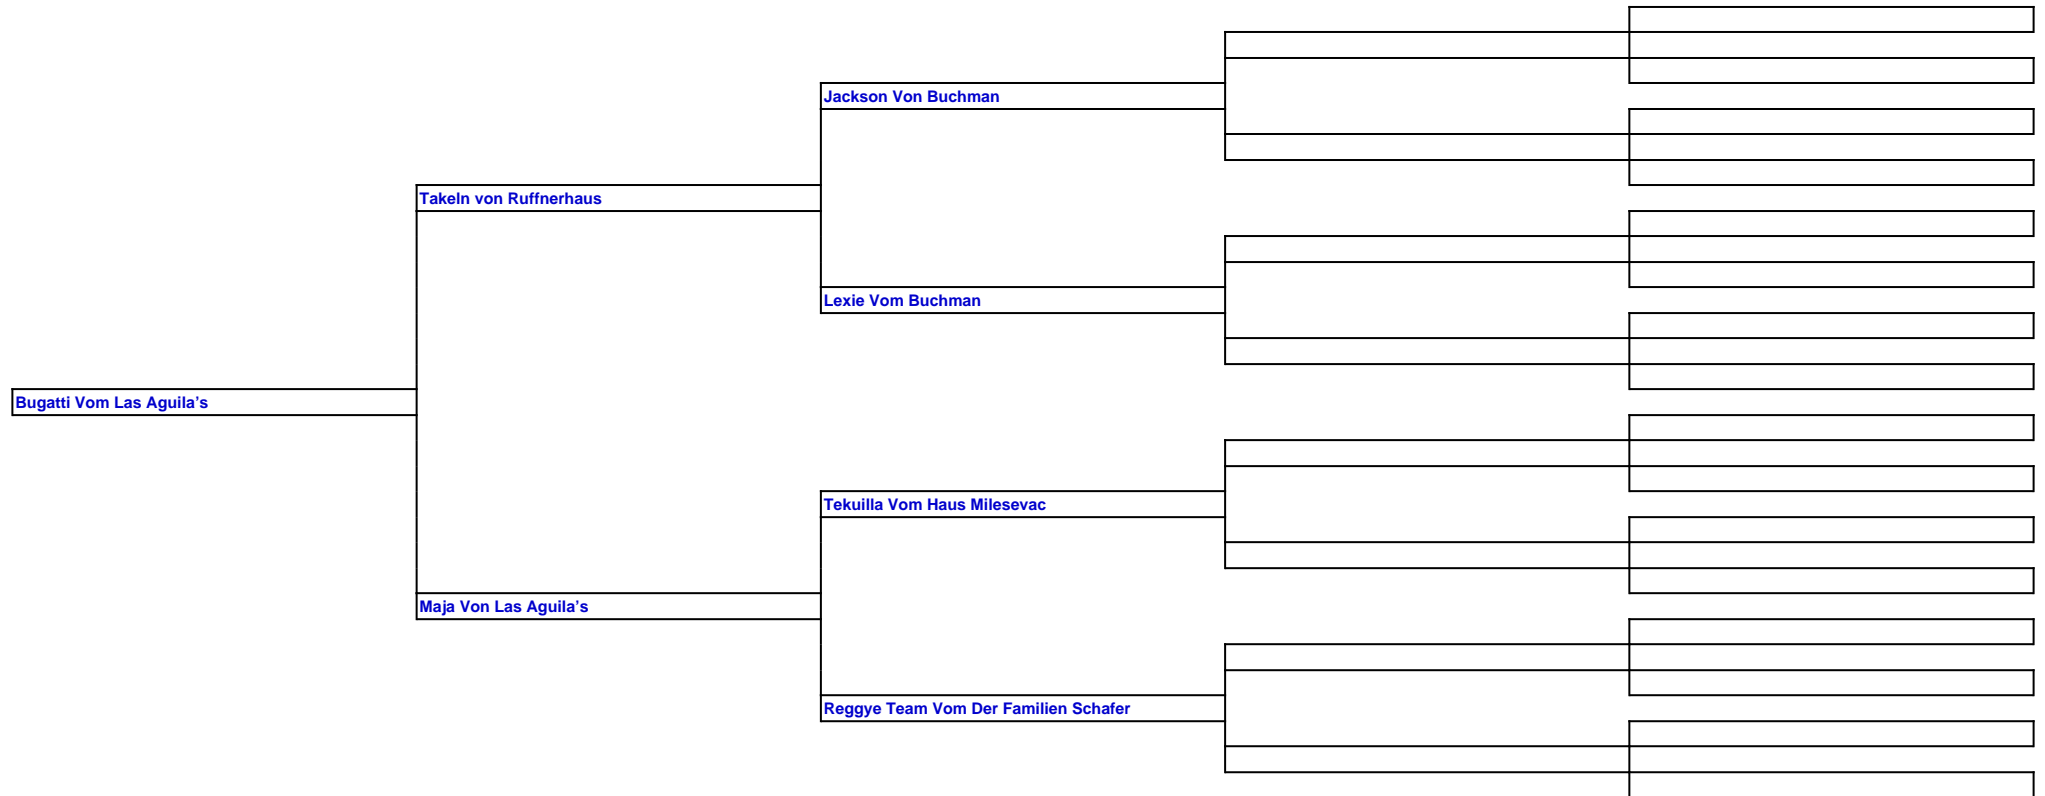 Jackson Von Buchman
Takeln von Ruffnerhaus
Lexie Vom Buchman
Bugatti Vom Las Aguila’s
Tekuilla Vom Haus Milesevac
Maja Von Las Aguila’s
Reggye Team Vom Der Familien Schafer